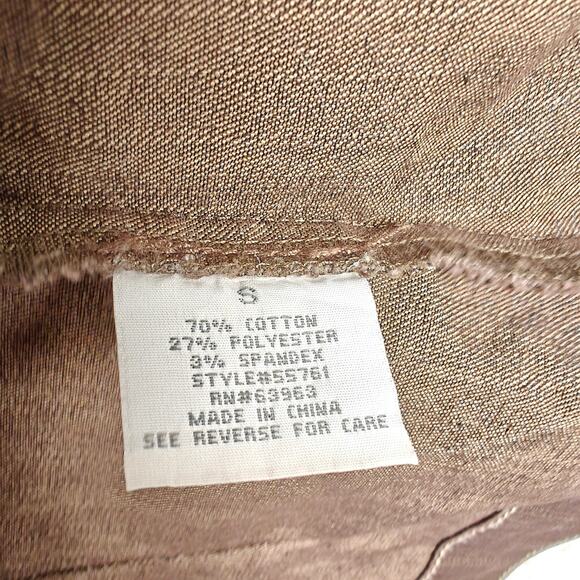 S
70% COTTON
27% POLYESTER
3% SPANDEX
STYLE#55761
RN#63963
MADE IN CHINA
SEE REVERSE FOR CARE